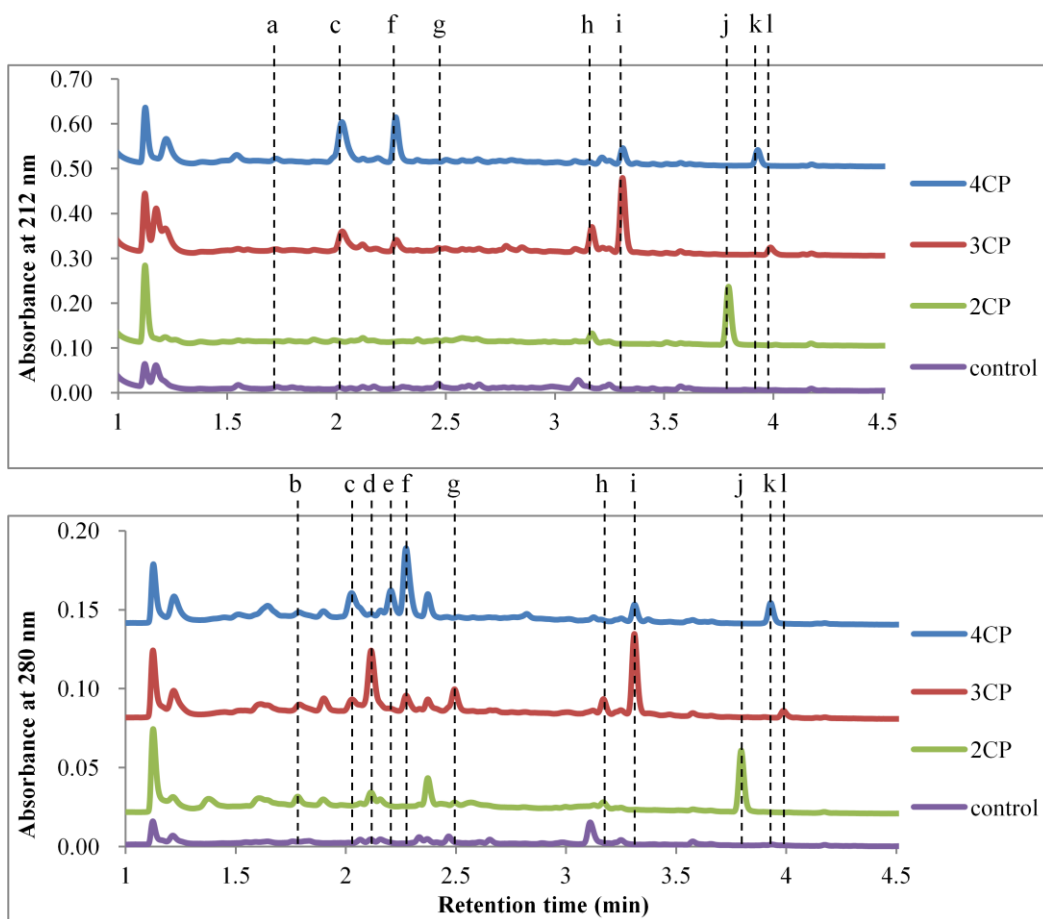 a c f g h i j k l
0.70
0.60
0.50
0.40
0.30
0.20
0.10
0.00
Absorbance at 212 nm
1 1.5 2 2.5 3 3.5 4 4.5
4CP
3CP
2CP
control
b c d e f g h i j k l
0.20
0.15
0.10
0.05
0.00
Absorbance at 280 nm
1 1.5 2 2.5 3 3.5 4 4.5
Retention time (min)
4CP
3CP
2CP
control